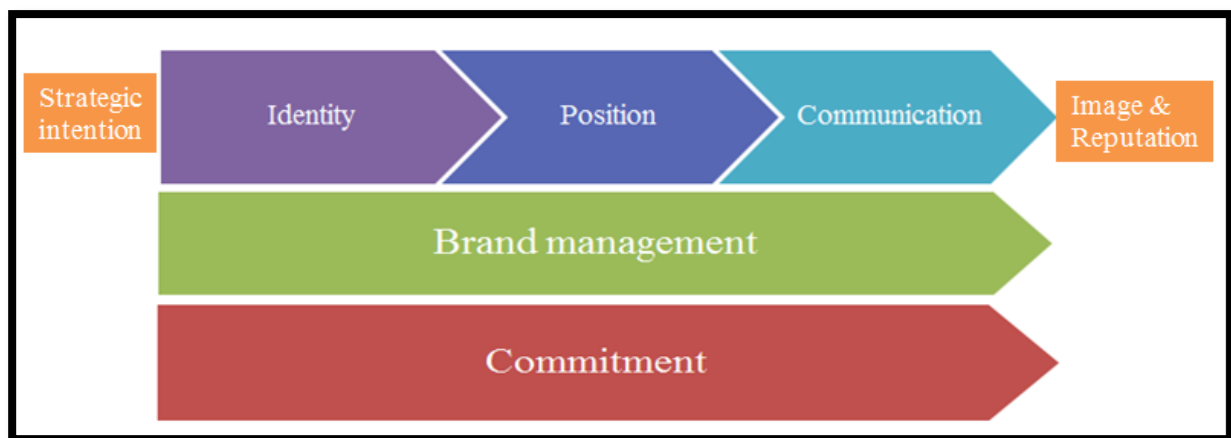 Strategic
intention
Identity
Position
Communication
Image &
Reputation
Brand management
Commitment